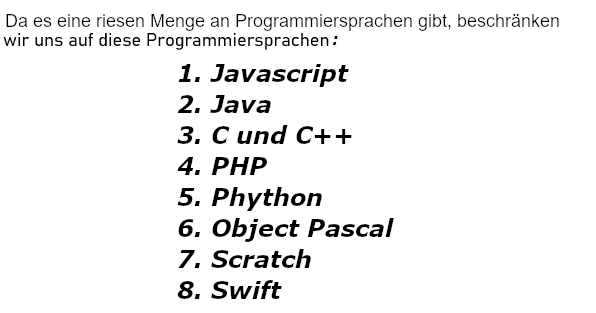 Da es eine riesen Menge an Programmiersprachen gibt, beschränken
wir uns auf diese Programmiersprachen:
1. Javascript
2. Java
3. C und C++
4. PHP
5. Phython
6. Object Pascal
7. Scratch
8. Swift